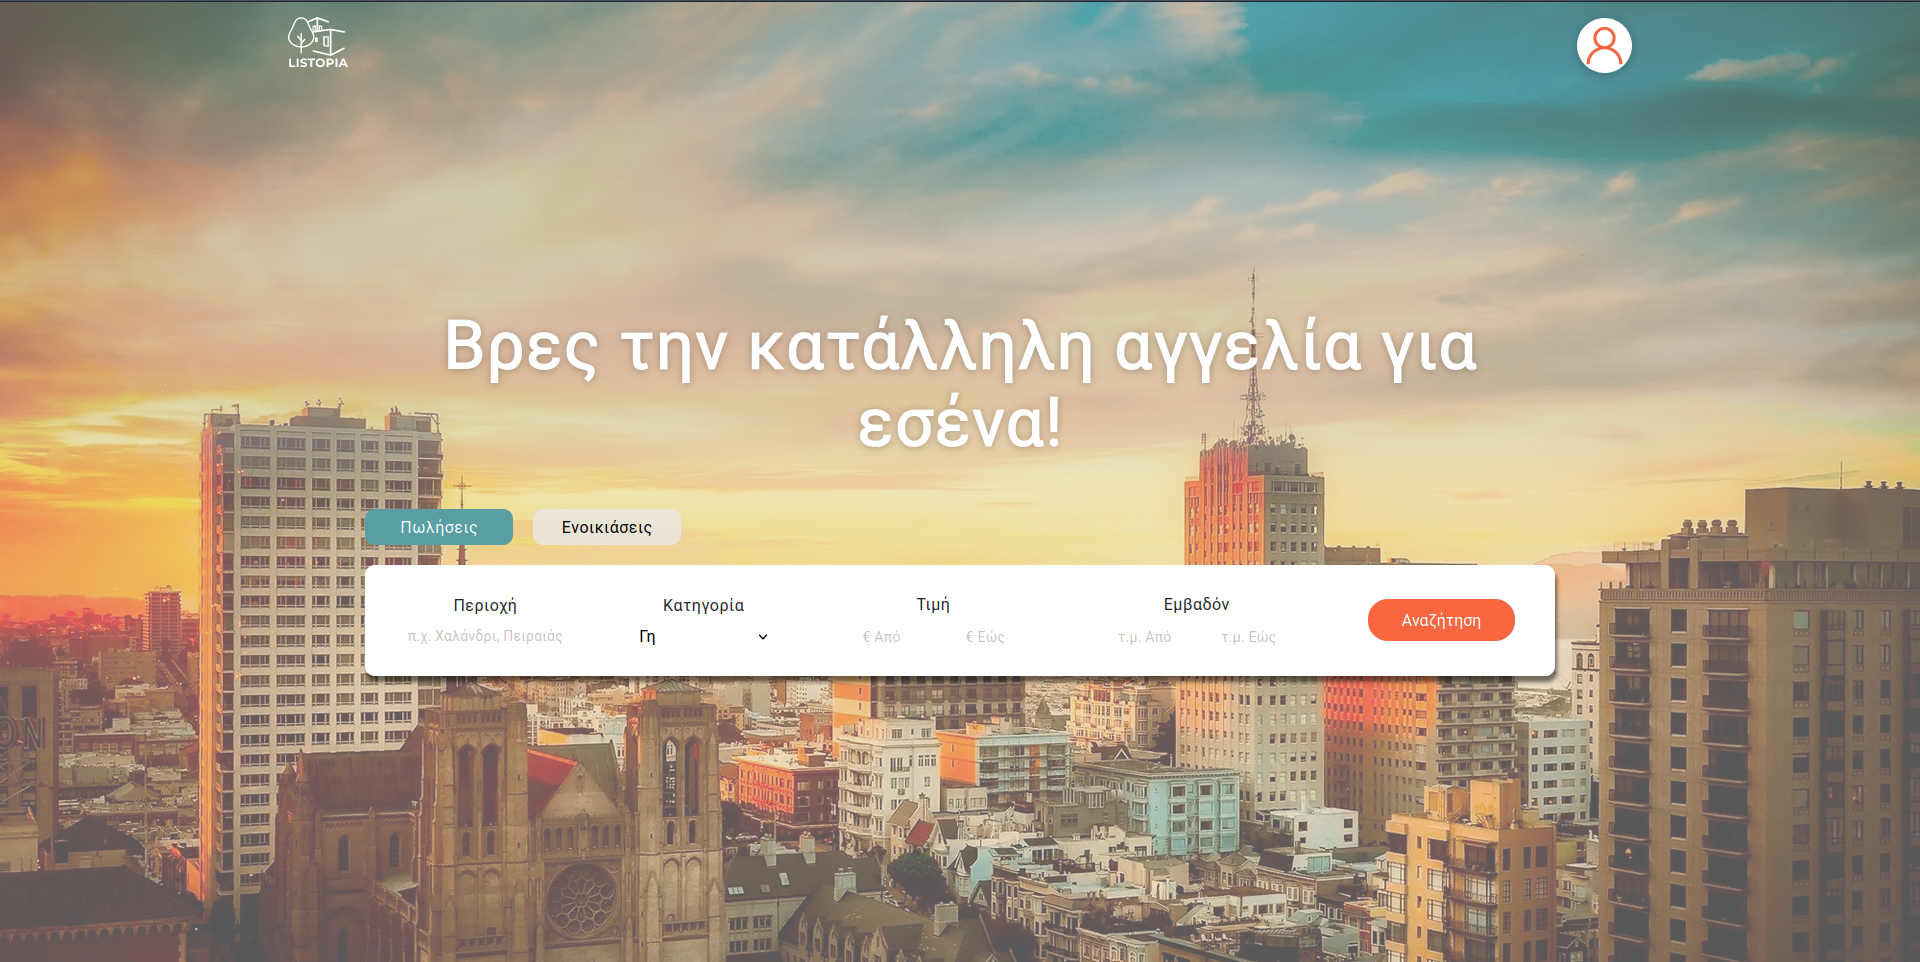 LISTOPIA
Βρες την κατάλληλη αγγελία για
εσένα!
Πωλήσεις Ενοικιάσεις
Περιοχή Κατηγορία Τιμή Εμβαδόν
π.χ. Χαλάνδρι, Πειραιάς Γη € Από € Εώς τ.μ. Από τ.μ. Εώς
Αναζήτηση